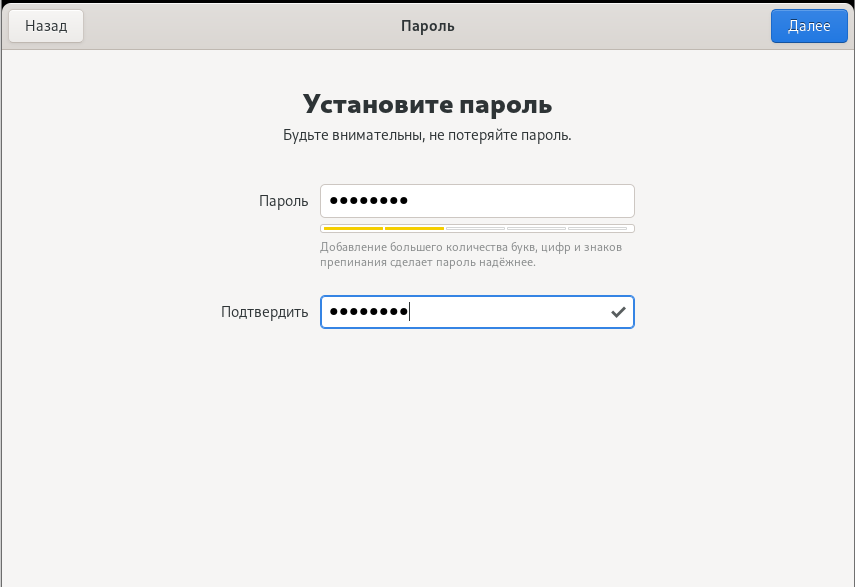 Назад
Пароль
Далее
Установите пароль
Будьте внимательны, не потеряйте пароль.
Пароль
●●●●●●●●
Добавление большего количества букв, цифр и знаков
препинания сделает пароль надёжнее.
Подтвердить
●●●●●●●●